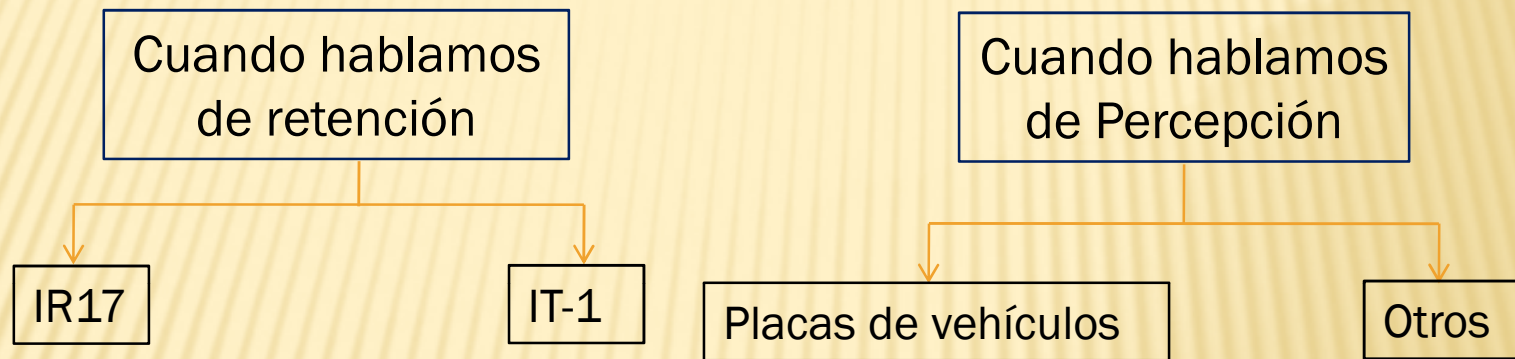 Cuando hablamos
de retención
Cuando hablamos
de Percepción
IR17
IT-1
Placas de vehículos
Otros